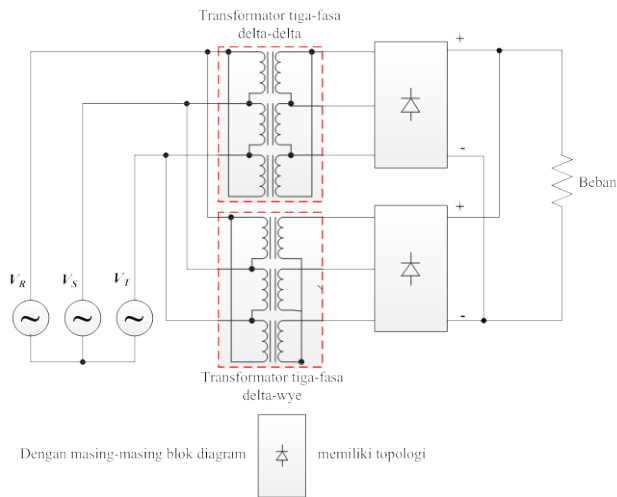 Transformator tiga-fasa
delta-delta
+
-
Beban
+
-
V_R
V_S
V_T
Transformator tiga-fasa
delta-wye
Dengan masing-masing blok diagram memiliki topologi